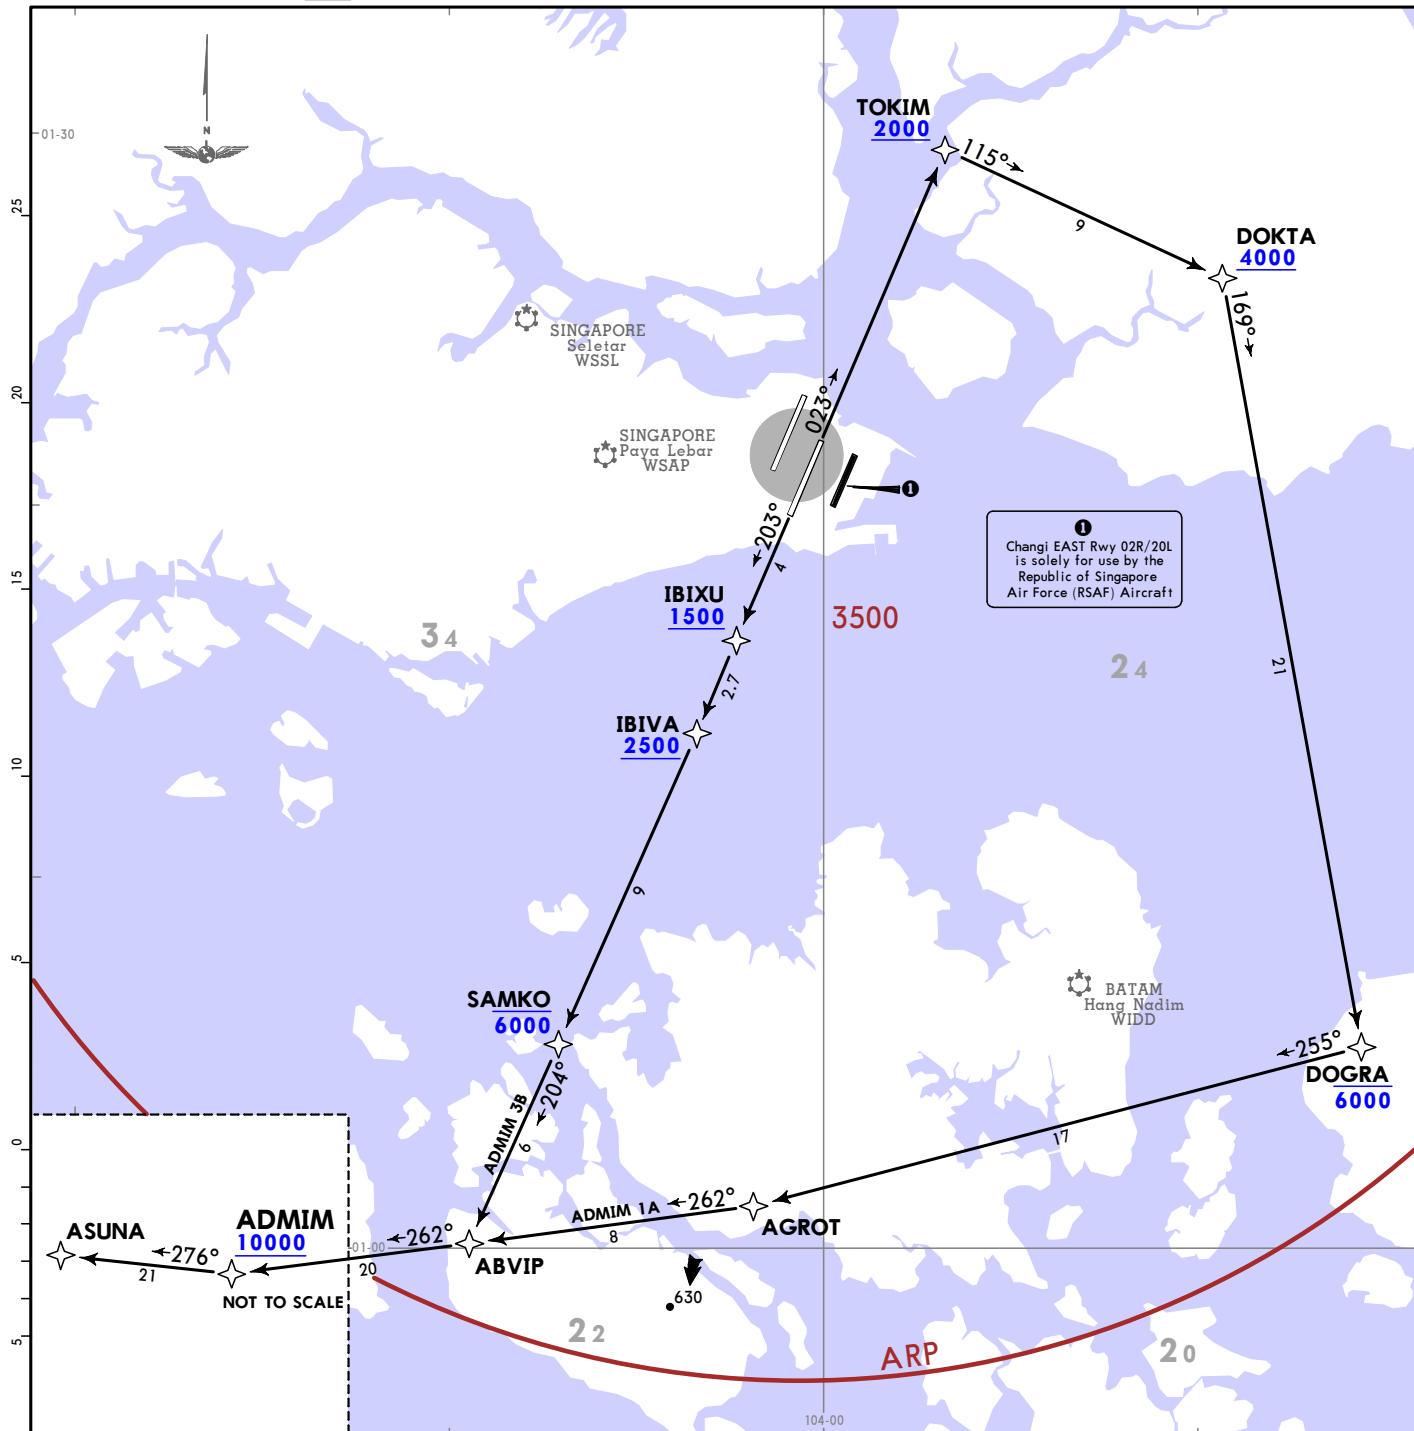 TOKIM
2000
N
01-30
115°
25
9
DOKTA
4000
169°
SINGAPORE
Seletar
WSSL
20
023°
SINGAPORE
Paya Lebar
WSAP
1
203°
4
1
Changi EAST Rwy 02R/20L
is solely for use by the
Republic of Singapore
Air Force (RSAF) Aircraft
15
IBIXU
1500
3500
34
24
21
2.7
IBIVA
2500
10
9
5
SAMKO
6000
BATAM
Hang Nadim
WIDD
255°
DOGRA
6000
204°
ADMIM 3B
6
17
0
262°
ADMIM 1A
8
AGROT
ASUNA
ADMIM
10000
262°
01-00
ABVIP
276°
21
20
NOT TO SCALE
630
22
5
ARP
20
104-00